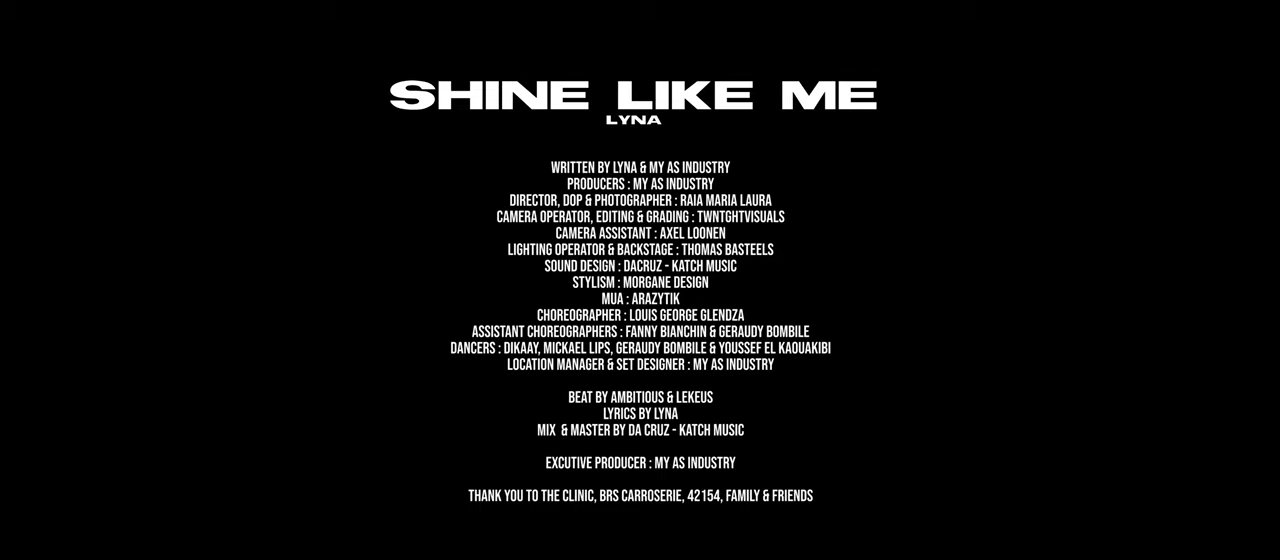 SHINE LIKE ME
LYNA
WRITTEN BY LYNA & MY AS INDUSTRY
PRODUCERS : MY AS INDUSTRY
DIRECTOR, DOP & PHOTOGRAPHER : RAIA MARIA LAURA
CAMERA OPERATOR, EDITING & GRADING : TWNTGHTVISUALS
CAMERA ASSISTANT : AXEL LOONEN
LIGHTING OPERATOR & BACKSTAGE : THOMAS BASTEELS
SOUND DESIGN : DACRUZ - KATCH MUSIC
STYLISM : MORGANE DESIGN
MUA : ARAZYTIK
CHOREOGRAPHER : LOUIS GEORGE GLENDZA
ASSISTANT CHOREOGRAPHERS : FANNY BIANCHIN & GERAUDY BOMBILE
DANCERS : DIKAAY, MICKAEL LIPS, GERAUDY BOMBILE & YOUSSEF EL KAOUAKIBI
LOCATION MANAGER & SET DESIGNER : MY AS INDUSTRY
BEAT BY AMBITIOUS & LEKEUS
LYRICS BY LYNA
MIX & MASTER BY DA CRUZ - KATCH MUSIC
EXCUTIVE PRODUCER : MY AS INDUSTRY
THANK YOU TO THE CLINIC, BRS CARROSERIE, 42154, FAMILY & FRIENDS